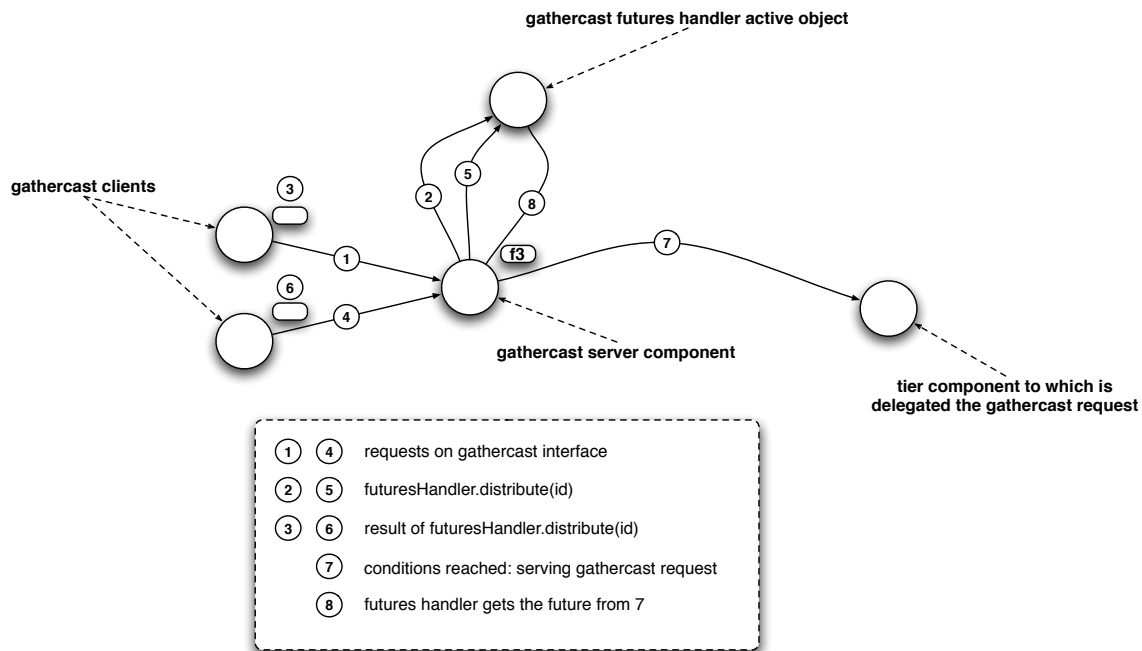 gathercast futures handler active object
gathercast clients
3
5
2
8
f3
7
1
6
4
gathercast server component
tier component to which is
delegated the gathercast request
1 4 requests on gathercast interface
2 5 futuresHandler.distribute(id)
3 6 result of futuresHandler.distribute(id)
7 conditions reached: serving gathercast request
8 futures handler gets the future from 7